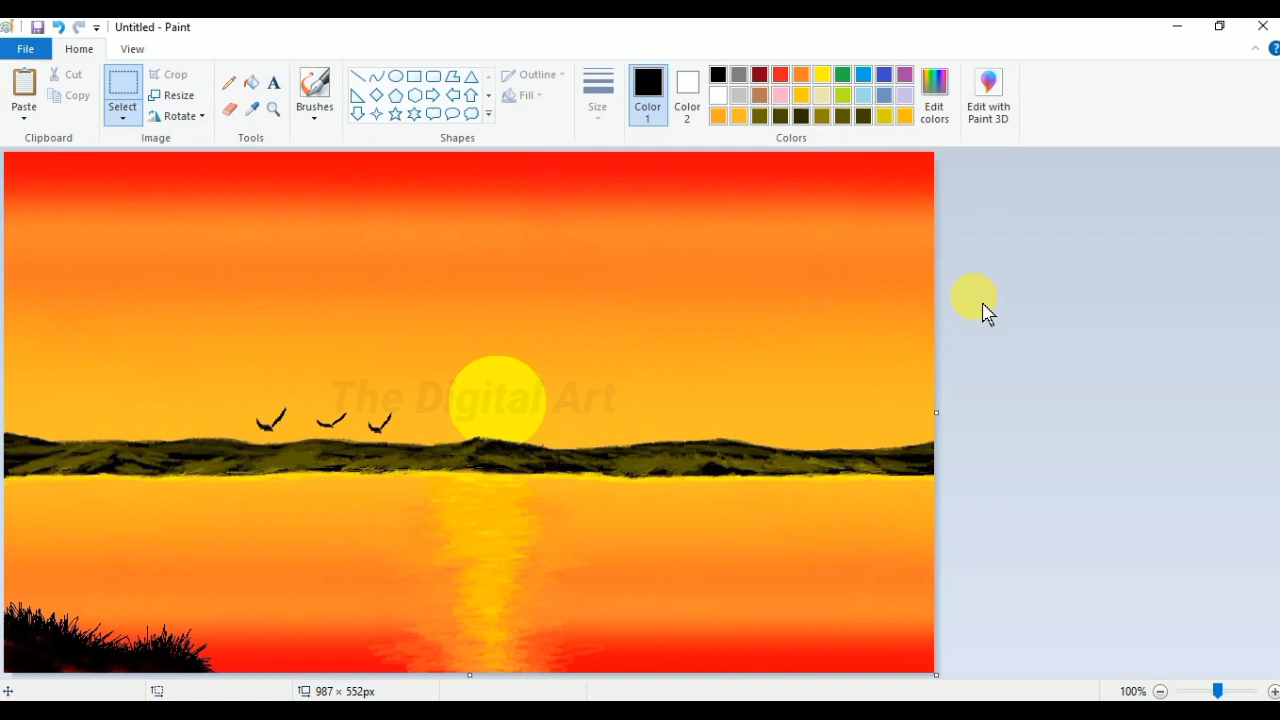 Untitled - Paint
File Home View
Paste
Cut
Copy
Clipboard
Select
Crop
Resize
Rotate
Image
A
Tools
Brushes
Outline
Fill
Shapes
Size
Color 1
Color 2
Edit colors
Colors
Edit with Paint 3D
The Digital Art
987 × 552px
100%